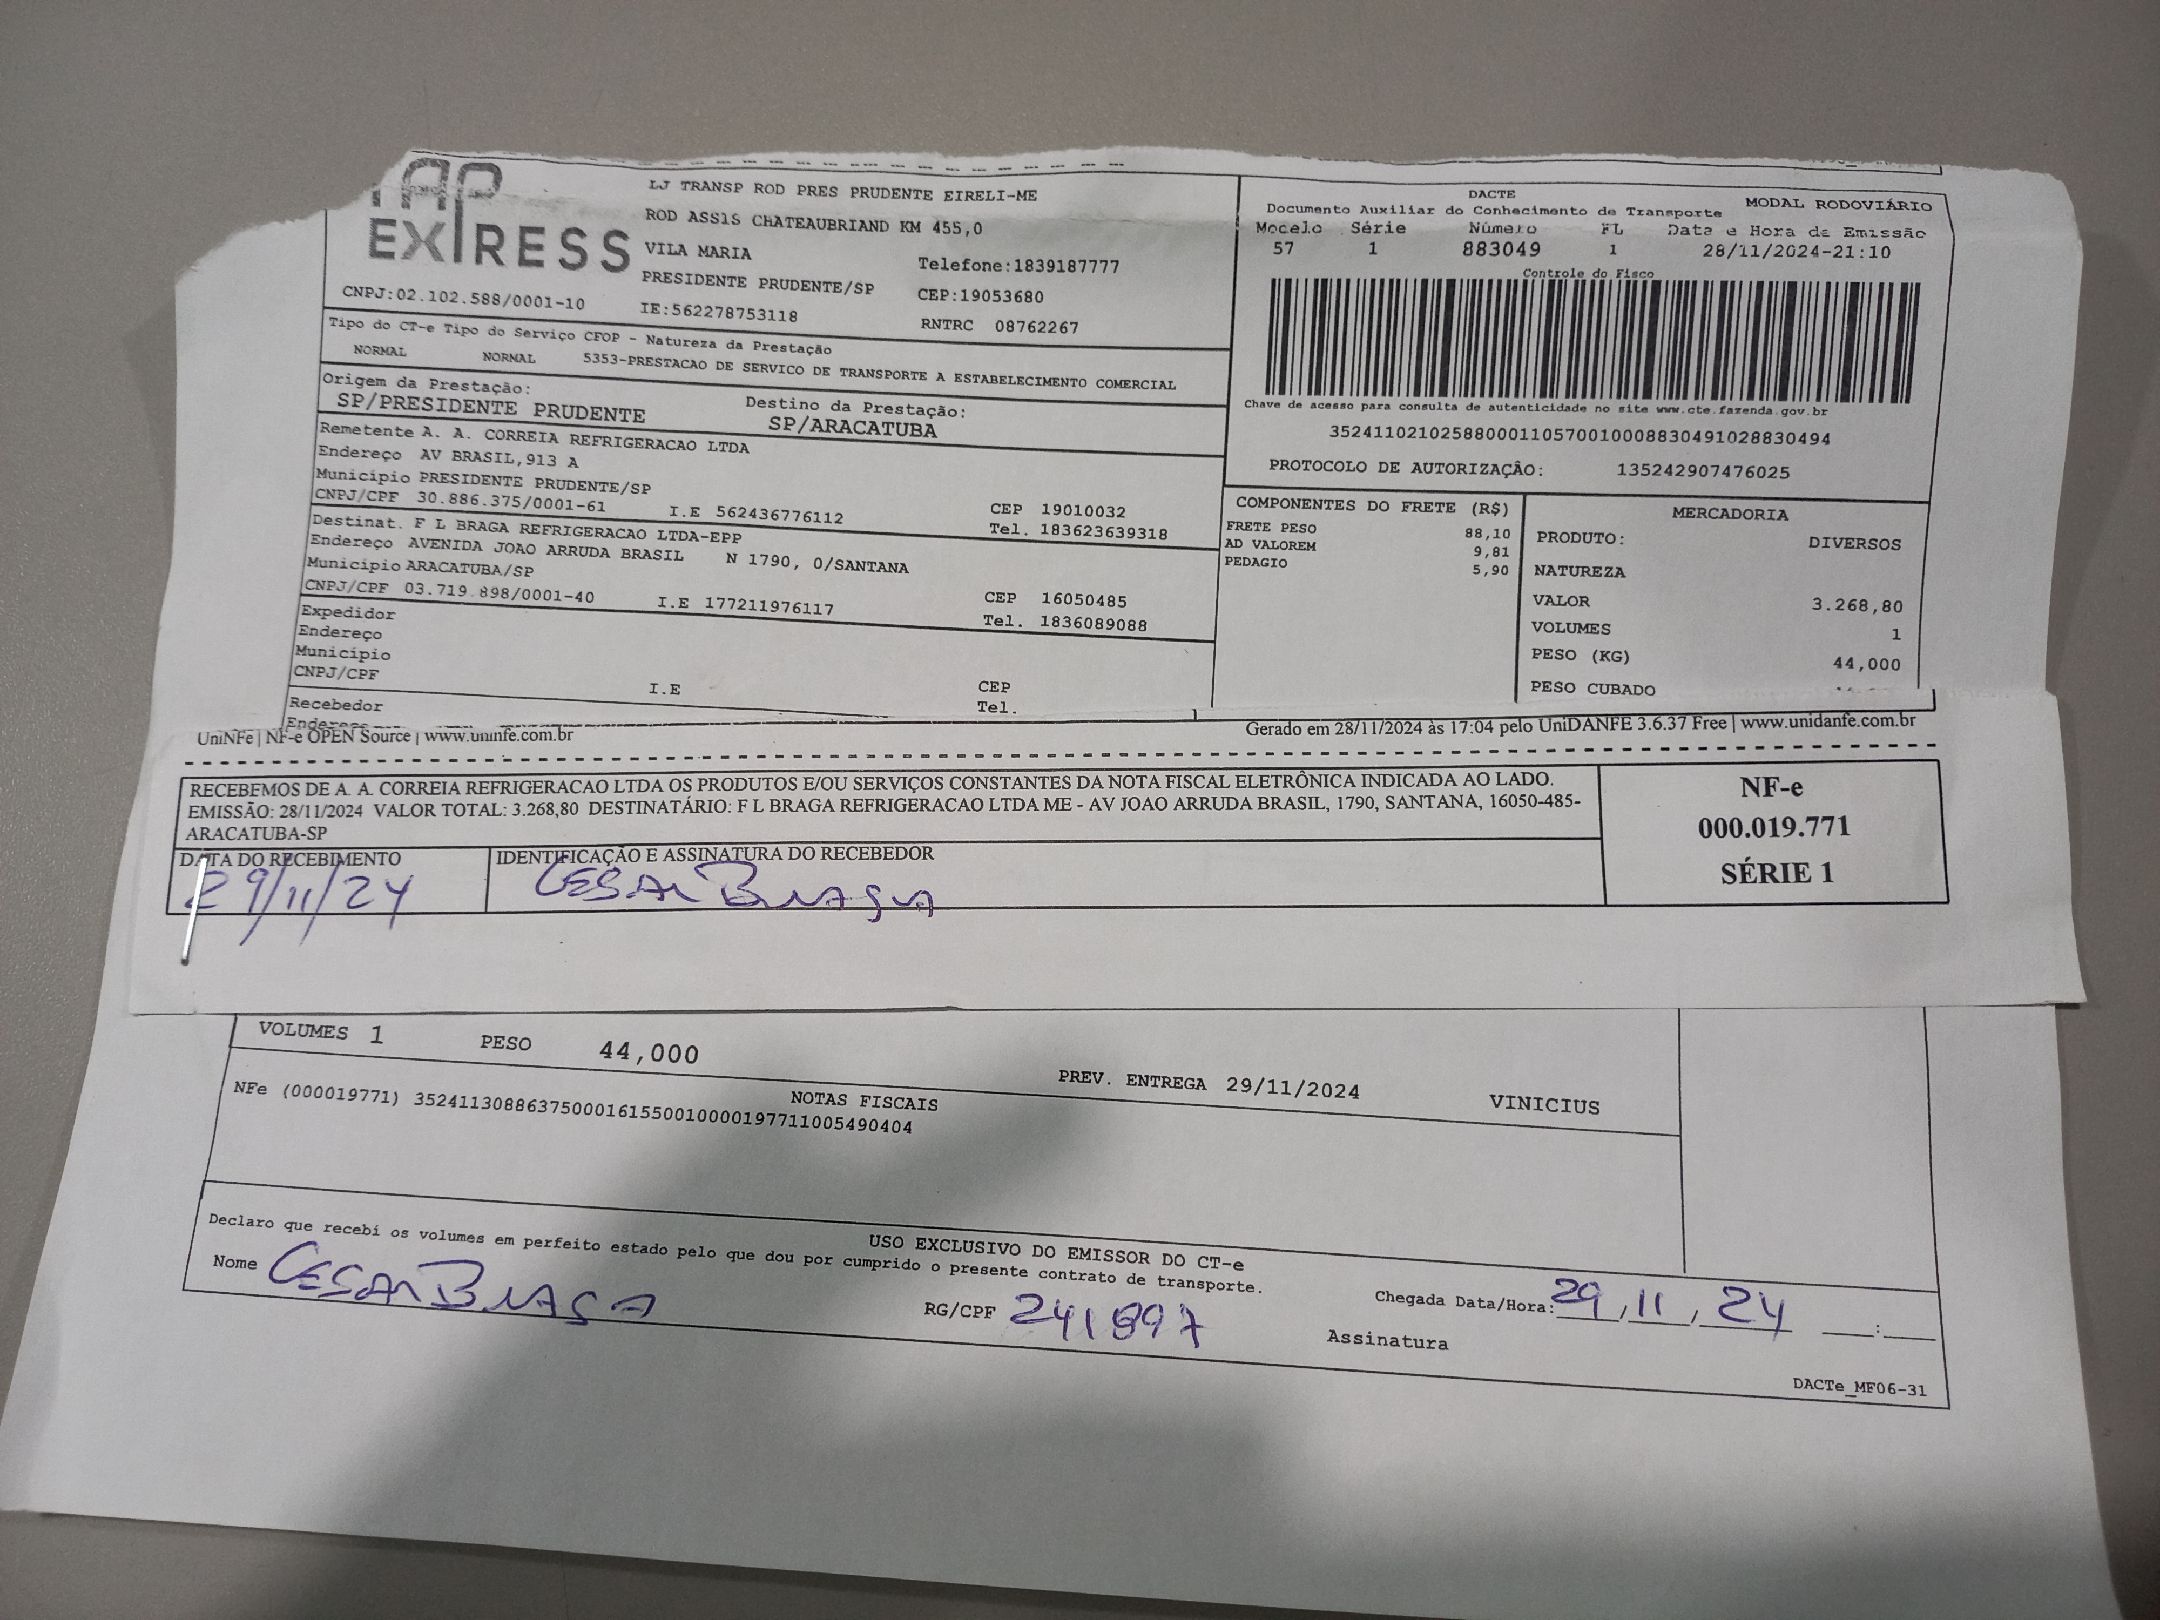 EXPRESS
LJ TRANSP ROD PRES PRUDENTE EIRELI-ME
ROD ASSIS CHATEAUBRIAND KM 455,0
VILA MARIA
Telefone:1839187777
PRESIDENTE PRUDENTE/SP
CEP:19053680
CNPJ:02.102.588/0001-10
IE:562278753118
RNTRC 08762267
DACTE
MODAL RODOVIÁRIO
Documento Auxiliar do Conhecimento de Transporte
Modelo Série Número FL Data e Hora de Emissão
57 1 883049 1 28/11/2024-21:10
Controle do Fisco
Chave de acesso para consulta de autenticidade no site www.cte.fazenda.gov.br
35241102102588000110570010008830491028830494
PROTOCOLO DE AUTORIZAÇÃO: 135242907476025
Tipo do CT-e Tipo do Serviço CFOP - Natureza da Prestação
NORMAL NORMAL 5353-PRESTACAO DE SERVICO DE TRANSPORTE A ESTABELECIMENTO COMERCIAL
Origem da Prestação: Destino da Prestação:
SP/PRESIDENTE PRUDENTE SP/ARACATUBA
Remetente A. A. CORREIA REFRIGERACAO LTDA
Endereço AV BRASIL,913 A
Município PRESIDENTE PRUDENTE/SP CEP 19010032
CNPJ/CPF 30.886.375/0001-61 I.E 562436776112 Tel. 183623639318
Destinat. F L BRAGA REFRIGERACAO LTDA-EPP
Endereço AVENIDA JOAO ARRUDA BRASIL N 1790, 0/SANTANA
Município ARACATUBA/SP CEP 16050485
CNPJ/CPF 03.719.898/0001-40 I.E 177211976117 Tel. 1836089088
Expedidor
Endereço
Município CEP
CNPJ/CPF I.E Tel.
Recebedor
Endereço
COMPONENTES DO FRETE (R$)
FRETE PESO 88,10
AD VALOREM 9,81
PEDAGIO 5,90
MERCADORIA
PRODUTO: DIVERSOS
NATUREZA
VALOR 3.268,80
VOLUMES 1
PESO (KG) 44,000
PESO CUBADO
UniNFe | NF-e OPEN Source | www.uninfe.com.br
Gerado em 28/11/2024 às 17:04 pelo UniDANFE 3.6.37 Free | www.unidanfe.com.br
RECEBEMOS DE A. A. CORREIA REFRIGERACAO LTDA OS PRODUTOS E/OU SERVIÇOS CONSTANTES DA NOTA FISCAL ELETRÔNICA INDICADA AO LADO.
EMISSÃO: 28/11/2024 VALOR TOTAL: 3.268,80 DESTINATÁRIO: F L BRAGA REFRIGERACAO LTDA ME - AV JOAO ARRUDA BRASIL, 1790, SANTANA, 16050-485-
ARACATUBA-SP
NF-e
000.019.771
SÉRIE 1
DATA DO RECEBIMENTO
29/11/24
IDENTIFICAÇÃO E ASSINATURA DO RECEBEDOR
CESAR BRAGA
VOLUMES 1 PESO 44,000 PREV. ENTREGA 29/11/2024 VINICIUS
NOTAS FISCAIS
NFe (000019771) 35241130886375000161550010000197711005490404
USO EXCLUSIVO DO EMISSOR DO CT-e
Declaro que recebi os volumes em perfeito estado pelo que dou por cumprido o presente contrato de transporte.
Nome CESAR BRAGA RG/CPF 241897
Chegada Data/Hora: 29, 11, 24 __:__
Assinatura
DACTe_MF06-31